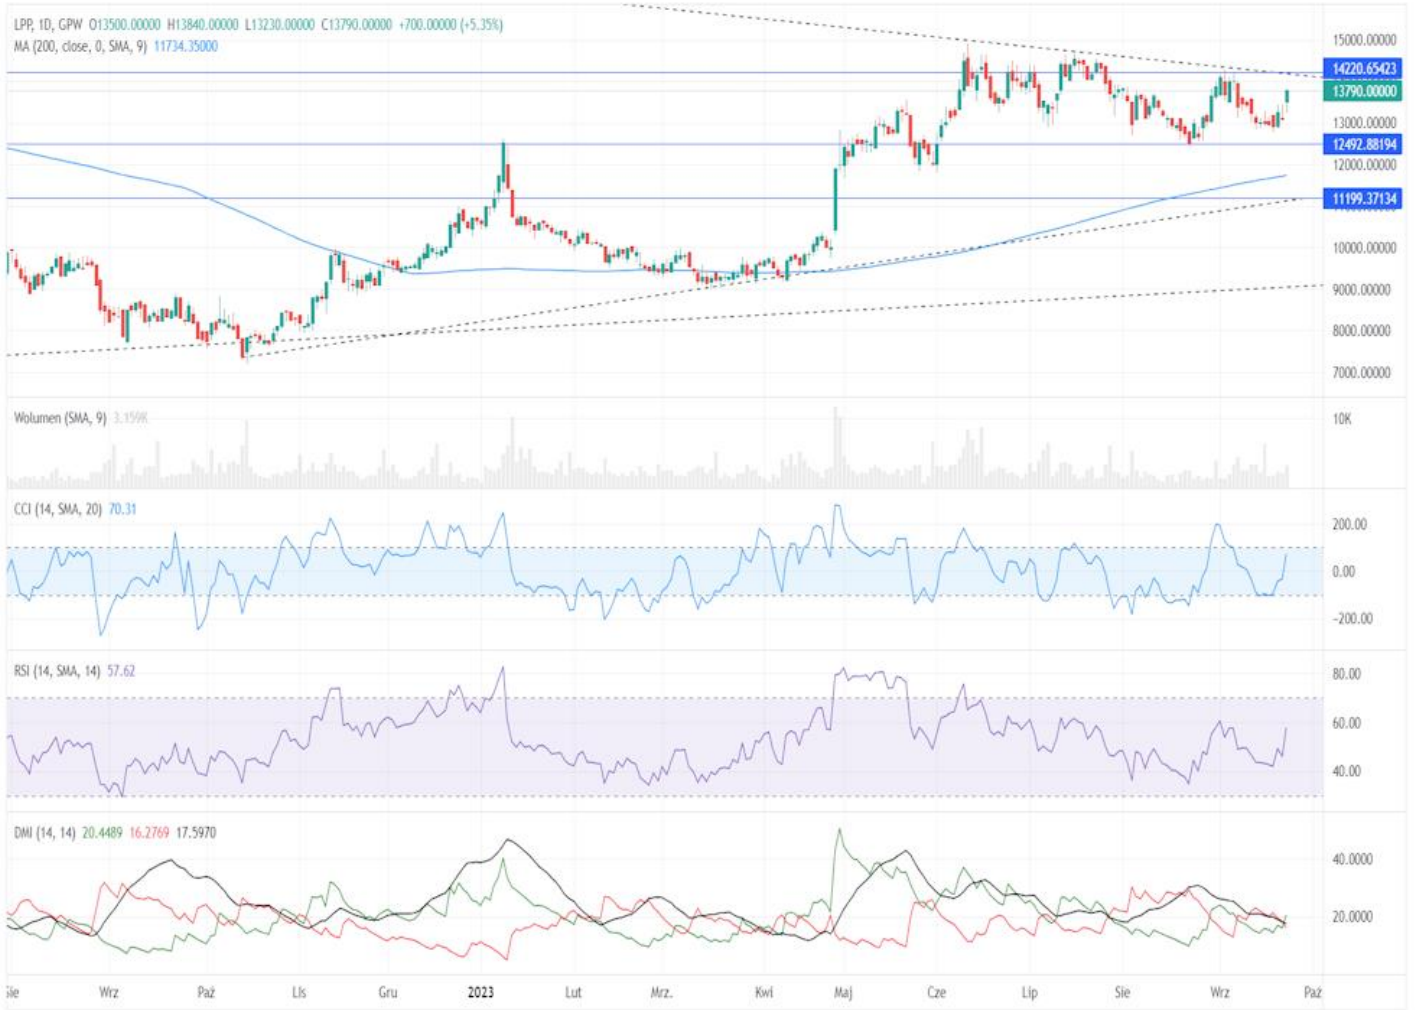 LPP, 1D, GPW O13500.00000 H13840.00000 L13230.00000 C13790.00000 +700.00000 (+5.35%)
MA (200, close, 0, SMA, 9) 11734.35000
15000.00000
14220.65423
13790.00000
13000.00000
12492.88194
12000.00000
11199.37134
10000.00000
9000.00000
8000.00000
7000.00000
Wolumen (SMA, 9) 3.159K
10K
CCI (14, SMA, 20) 70.31
200.00
0.00
-200.00
RSI (14, SMA, 14) 57.62
80.00
60.00
40.00
DMI (14, 14) 20.4489 16.2769 17.5970
40.0000
20.0000
Sie Wrz Paź Lis Gru 2023 Lut Mrz. Kwi Maj Cze Lip Sie Wrz Paź